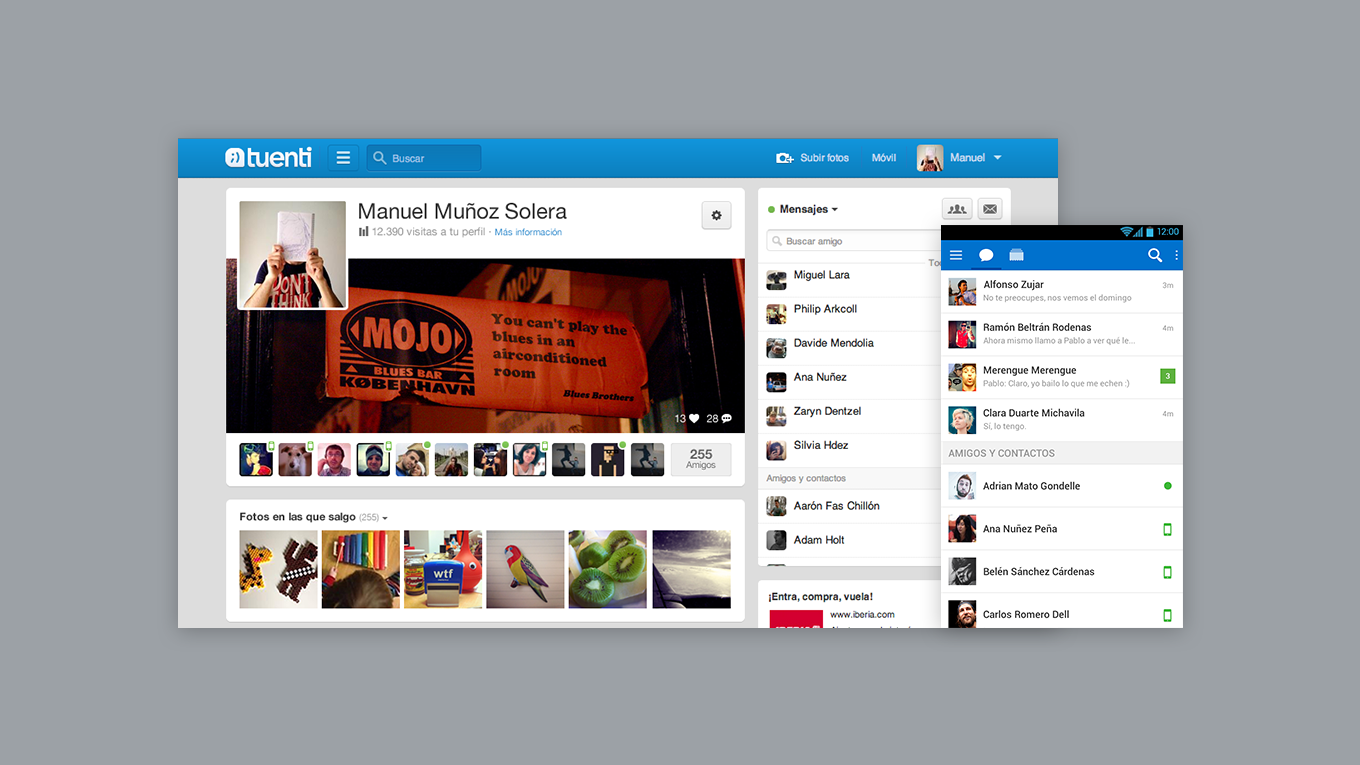 tuenti
Buscar
Subir fotos
Móvil
Manuel
Manuel Muñoz Solera
12.390 visitas a tu perfil · Más información
DON'T
THINK
MOJO
MOJO
BLUES BAR
KØBENHAVN
You can't play the
blues in an
airconditioned
room
Blues Brothers
13
28
255
Amigos
Fotos en las que salgo (255)
wtf
Mensajes
Buscar amigo
Miguel Lara
Philip Arkcoll
Davide Mendolia
Ana Nuñez
Zaryn Dentzel
Silvia Hdez
Amigos y contactos
Aarón Fas Chillón
Adam Holt
¡Entra, compra, vuela!
www.iberia.com
12:00
Alfonso Zujar
3m
No te preocupes, nos vemos el domingo
Ramón Beltrán Rodenas
4m
Ahora mismo llamo a Pablo a ver qué le...
Merengue Merengue
3
Pablo: Claro, yo bailo lo que me echen :)
Clara Duarte Michavila
4m
Sí, lo tengo.
AMIGOS Y CONTACTOS
Adrian Mato Gondelle
Ana Nuñez Peña
Belén Sánchez Cárdenas
Carlos Romero Dell